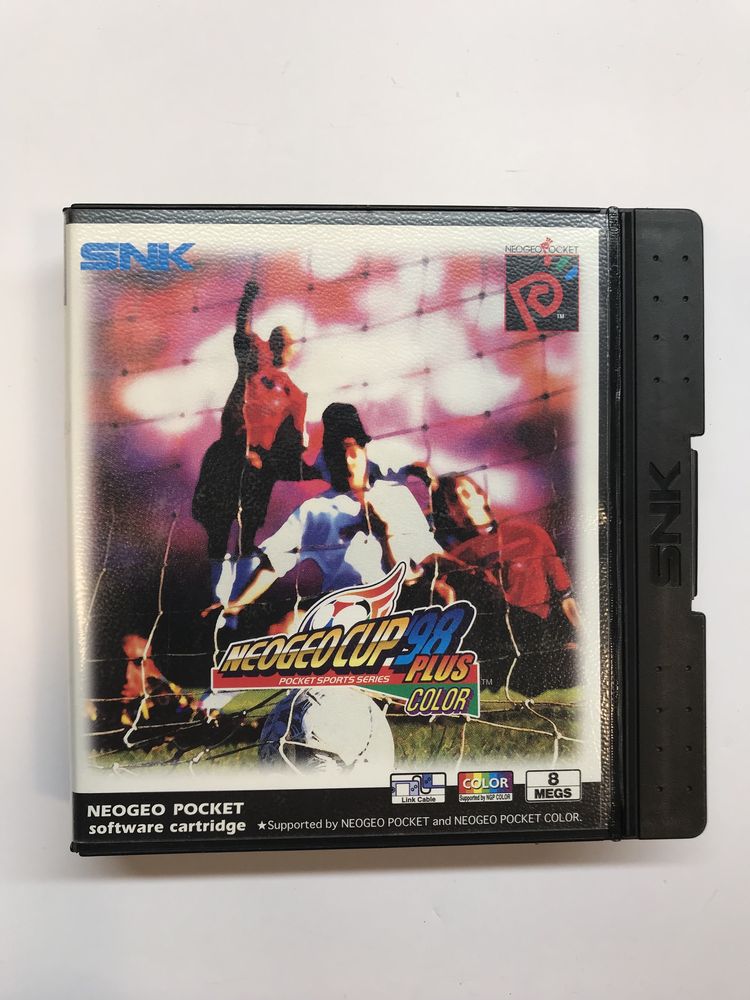 SNK
NEOGEO POCKET
TM
SNK
NEOGEO CUP '98
PLUS
POCKET SPORTS SERIES
TM
COLOR
Link Cable
COLOR
Supported by NGP COLOR
8
MEGS
NEOGEO POCKET
software cartridge
★Supported by NEOGEO POCKET and NEOGEO POCKET COLOR.